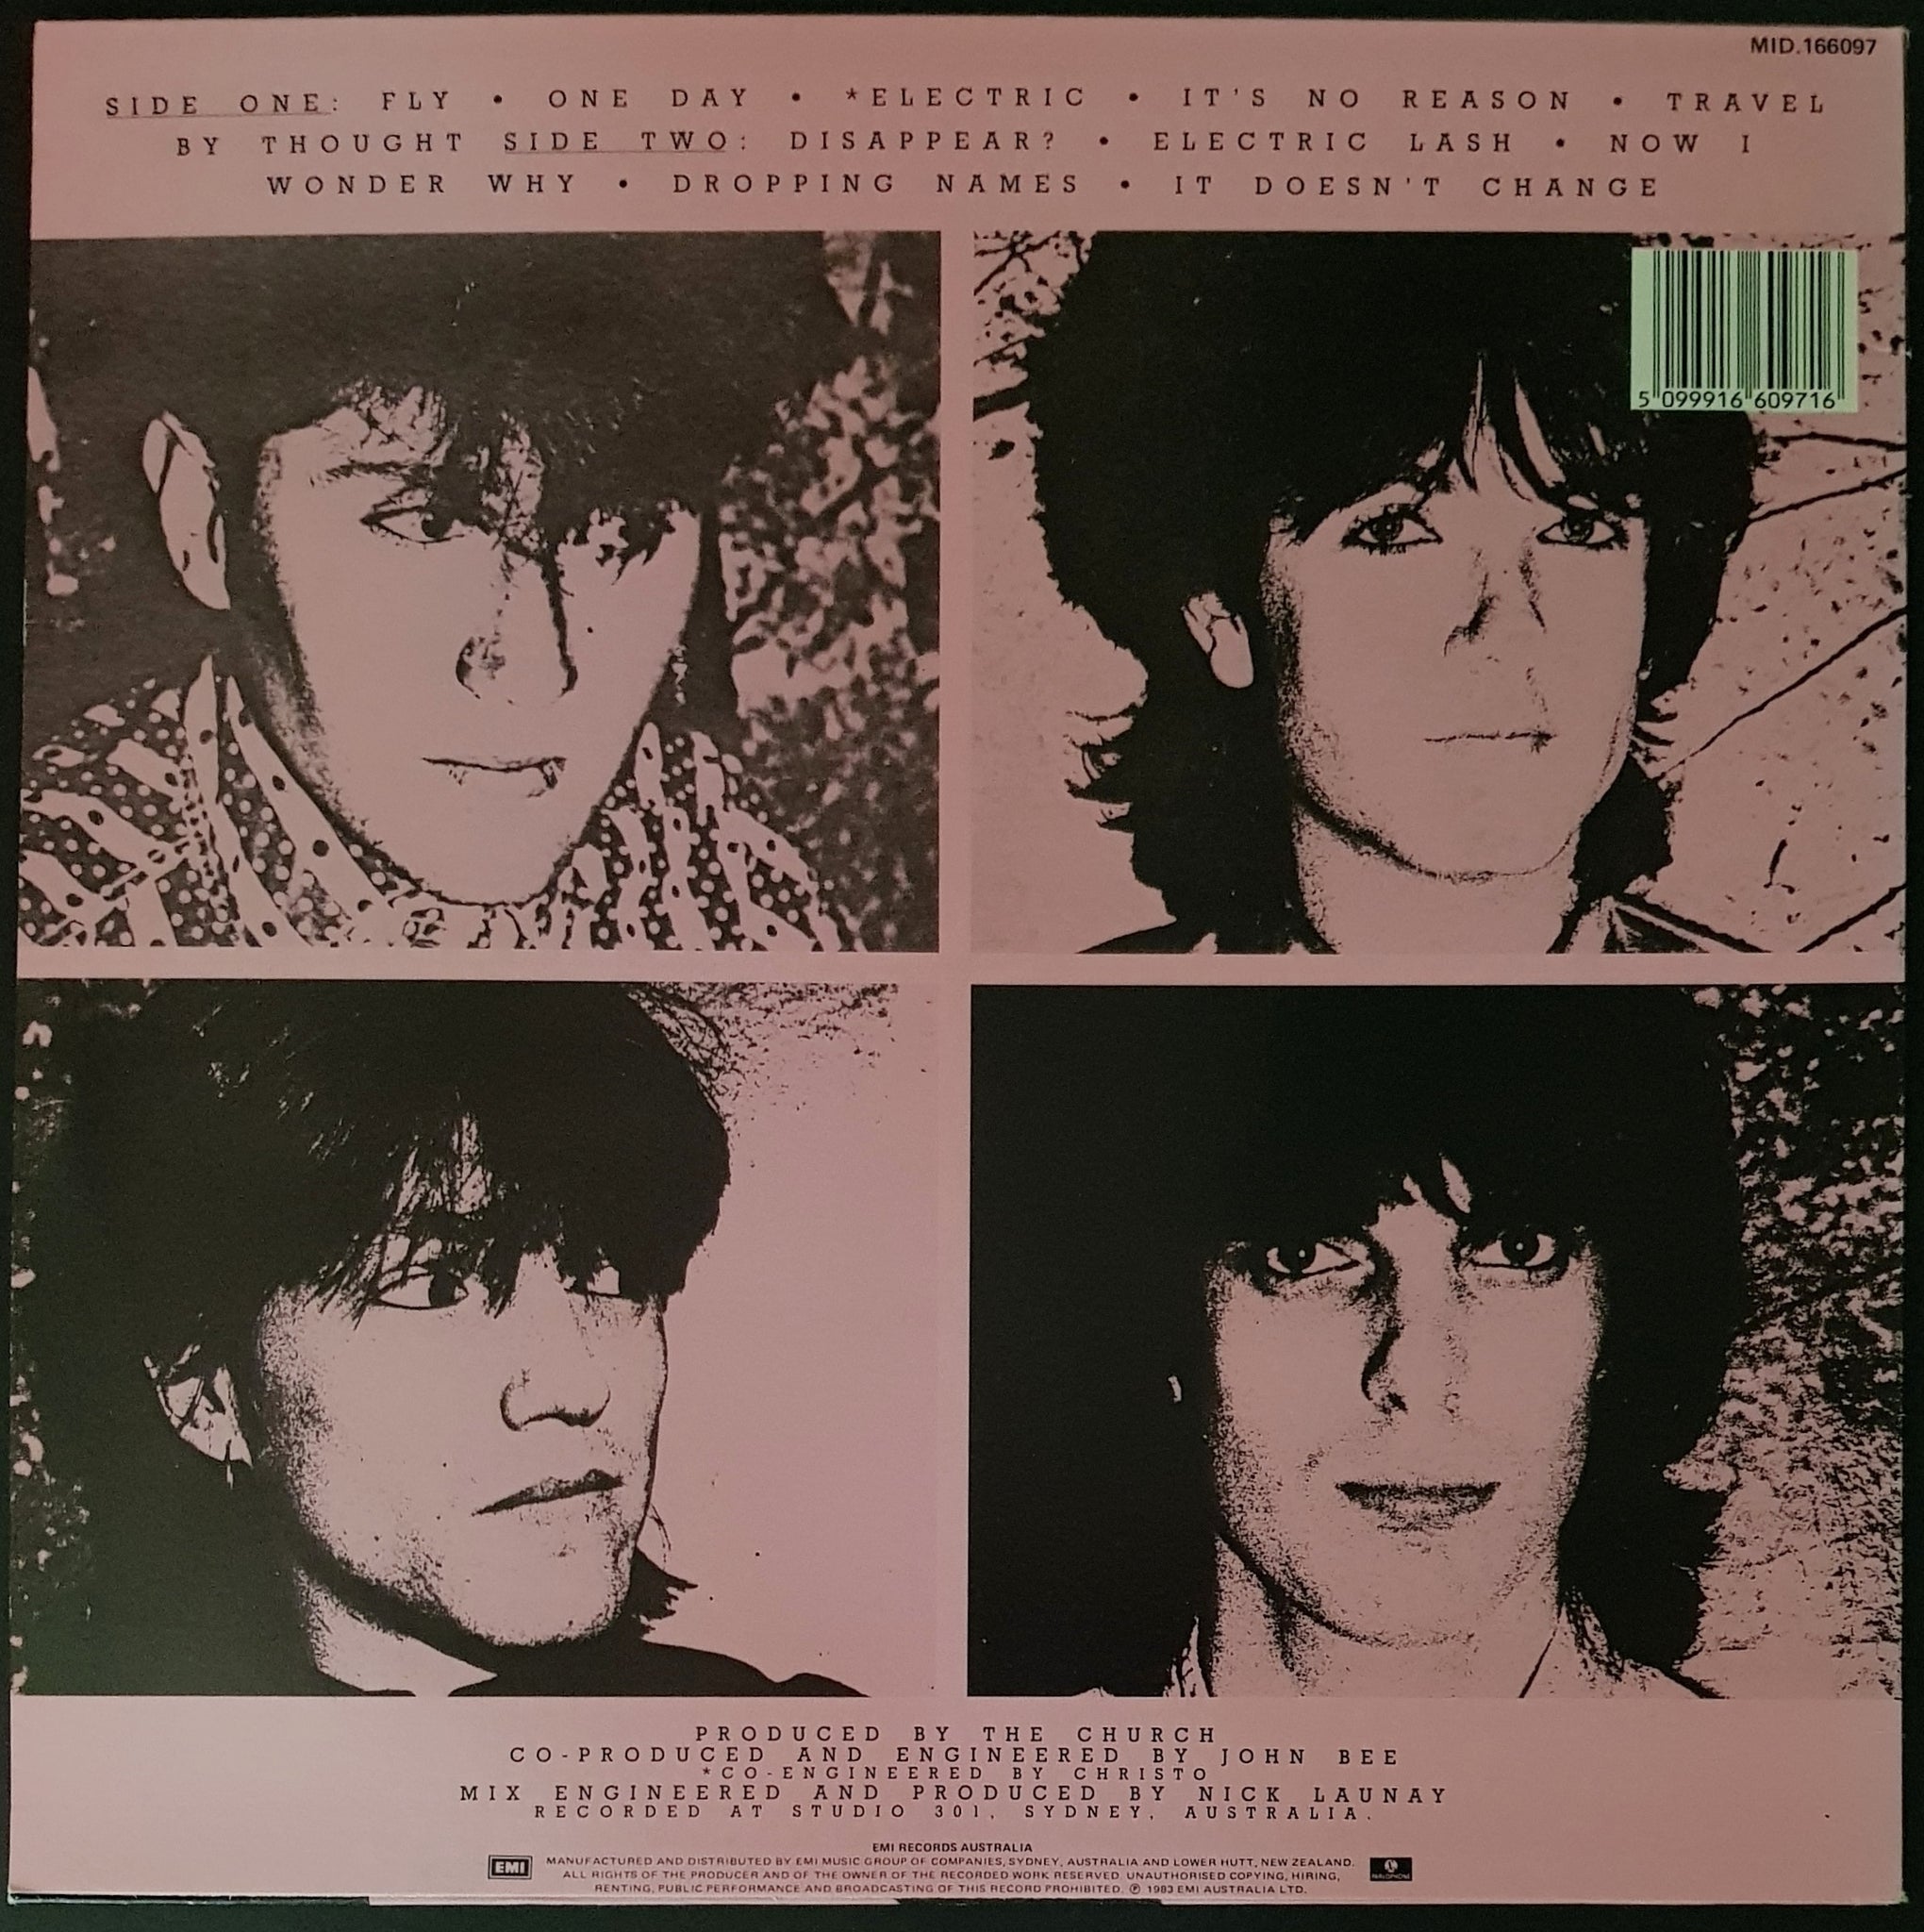 MID.166097
SIDE ONE: FLY • ONE DAY • *ELECTRIC • IT'S NO REASON • TRAVEL
BY THOUGHT SIDE TWO: DISAPPEAR? • ELECTRIC LASH • NOW I
WONDER WHY • DROPPING NAMES • IT DOESN'T CHANGE
5 099916 609716
PRODUCED BY THE CHURCH
CO-PRODUCED AND ENGINEERED BY JOHN BEE
*CO-ENGINEERED BY CHRISTO
MIX ENGINEERED AND PRODUCED BY NICK LAUNAY
RECORDED AT STUDIO 301, SYDNEY, AUSTRALIA.
EMI RECORDS AUSTRALIA
EMI
MANUFACTURED AND DISTRIBUTED BY EMI MUSIC GROUP OF COMPANIES, SYDNEY, AUSTRALIA AND LOWER HUTT, NEW ZEALAND.
ALL RIGHTS OF THE PRODUCER AND OF THE OWNER OF THE RECORDED WORK RESERVED. UNAUTHORISED COPYING, HIRING,
RENTING, PUBLIC PERFORMANCE AND BROADCASTING OF THIS RECORD PROHIBITED. ℗ 1983 EMI AUSTRALIA LTD.
PARLOPHONE